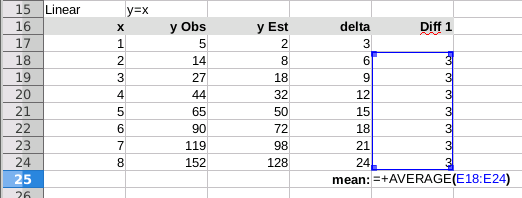 15 Linear y=x
16 x y Obs y Est delta Diff 1
17 1 5 2 3
18 2 14 8 6 3
19 3 27 18 9 3
20 4 44 32 12 3
21 5 65 50 15 3
22 6 90 72 18 3
23 7 119 98 21 3
24 8 152 128 24 3
25 mean: =+AVERAGE(E18:E24)
26